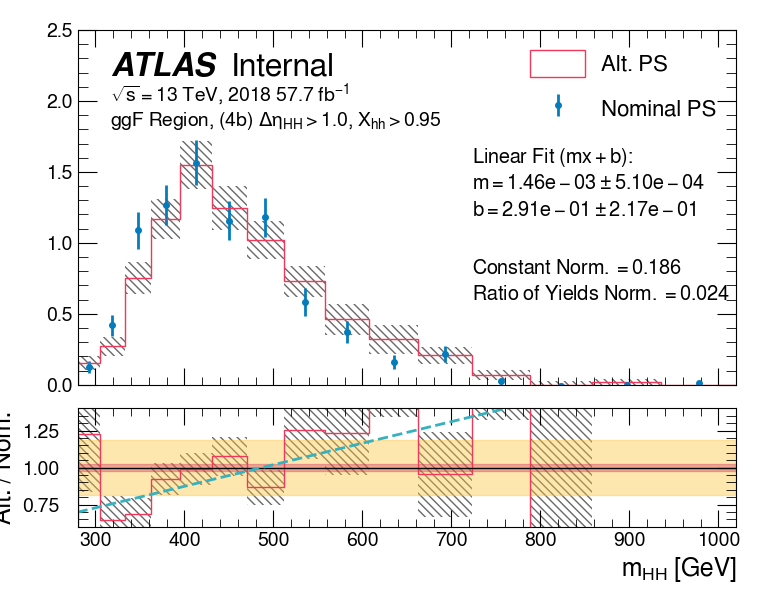 2.5
2.0
1.5
1.0
0.5
0.0
ATLAS Internal
√s = 13 TeV, 2018 57.7 fb⁻¹
ggF Region, (4b) Δη_HH > 1.0, X_hh > 0.95
Alt. PS
Nominal PS
Linear Fit (mx + b):
m = 1.46e − 03 ± 5.10e − 04
b = 2.91e − 01 ± 2.17e − 01
Constant Norm. = 0.186
Ratio of Yields Norm. = 0.024
Alt. / Nom.
1.25
1.00
0.75
300 400 500 600 700 800 900 1000
m_HH [GeV]